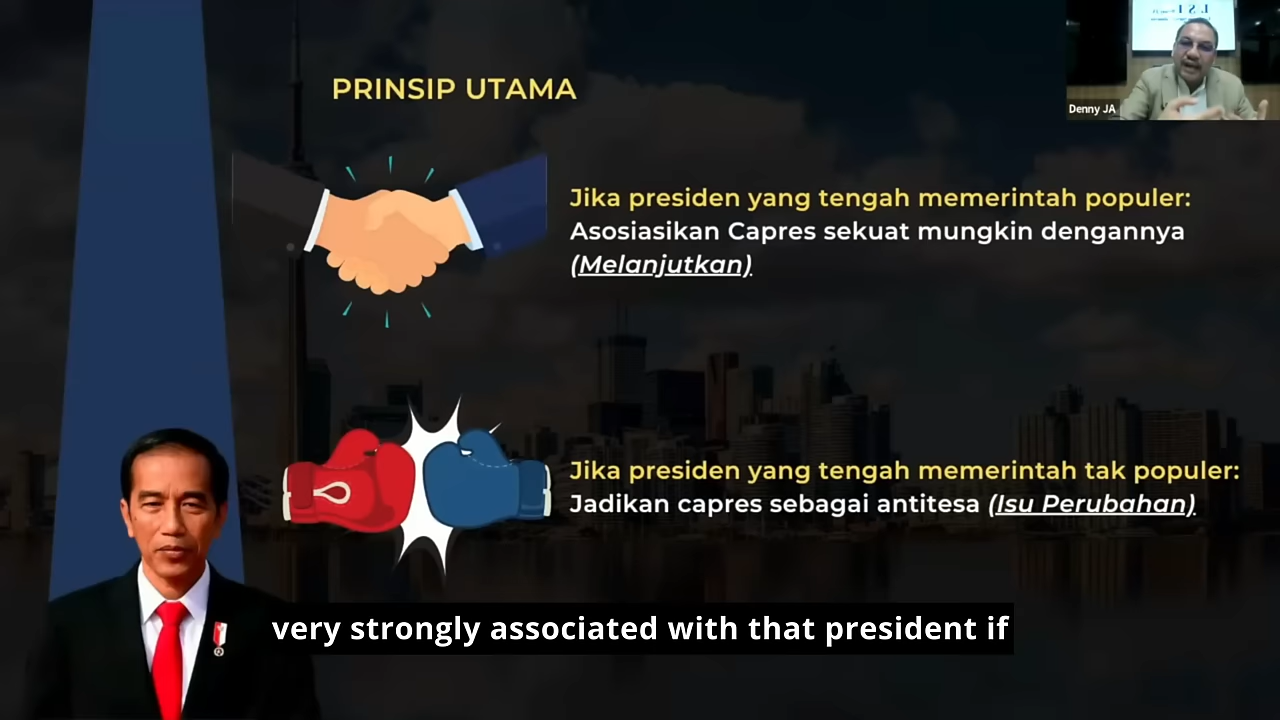 PRINSIP UTAMA
Denny JA
Jika presiden yang tengah memerintah populer:
Asosiasikan Capres sekuat mungkin dengannya
(Melanjutkan)
Jika presiden yang tengah memerintah tak populer:
Jadikan capres sebagai antitesa (Isu Perubahan)
very strongly associated with that president if